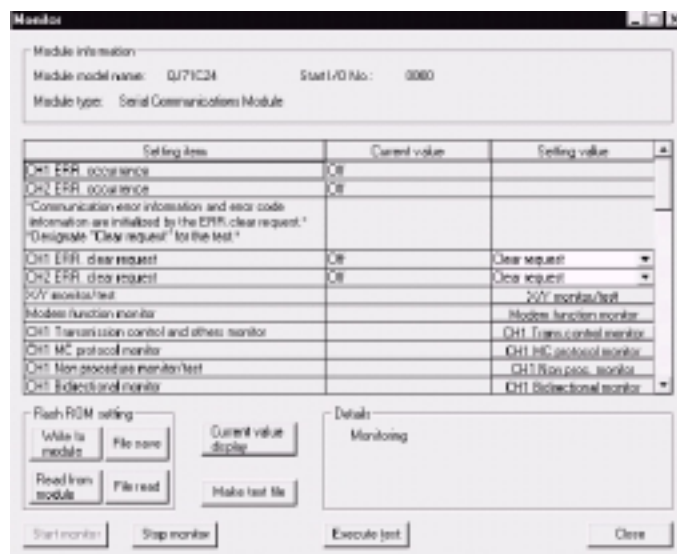 Monitor
Module information
Module model name: QJ71C24 Start I/O No.: 0000
Module type: Serial Communications Module
Setting item Current value Setting value
CH1 ERR. occurrence Off
CH2 ERR. occurrence Off
"Communication error information and error code
information are initialized by the ERR.clear request."
"Designate "Clear request" for the test."
CH1 ERR. clear request Off Clear request
CH2 ERR. clear request Off Clear request
X/Y monitor/test X/Y monitor/test
Modem function monitor Modem function monitor
CH1 Transmission control and others monitor CH1 Trans.control monitor
CH1 MC protocol monitor CH1 MC protocol monitor
CH1 Non procedure monitor/test CH1 Non proc. monitor
CH1 Bidirectional monitor CH1 Bidirectional monitor
Flash ROM setting
Write to
module
File save
Current value
display
Details
Monitoring
Read from
module
File read
Make text file
Start monitor Stop monitor Execute test Close